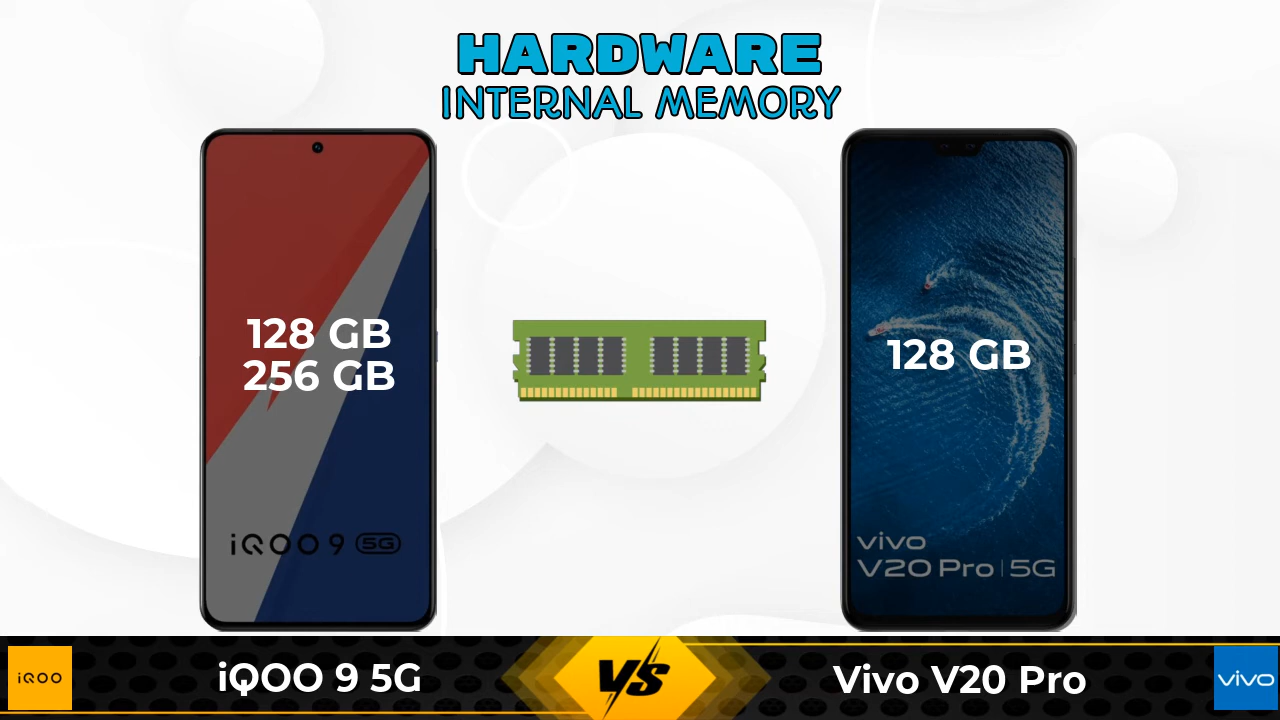 HARDWARE
INTERNAL MEMORY
128 GB
256 GB
iQOO 9 5G
128 GB
vivo
V20 Pro | 5G
iQOO
iQOO 9 5G
VS
Vivo V20 Pro
vivo